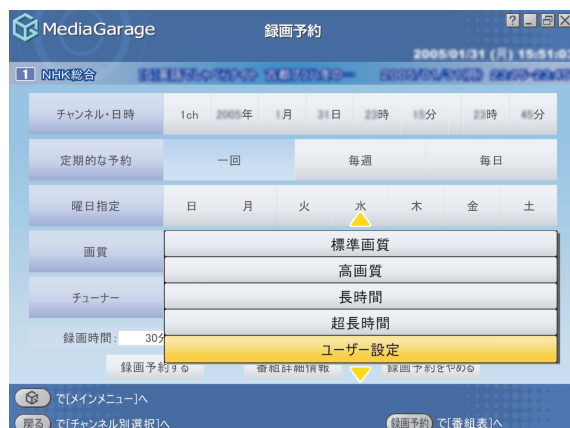 MediaGarage 録画予約
2005/01/31 (月) 15:51:03
1 NHK総合
チャンネル・日時 1ch 2005年 1月 31日 23時 15分 23時 45分
定期的な予約 一回 毎週 毎日
曜日指定 日 月 火 水 木 金 土
画質
標準画質
高画質
チューナー
長時間
超長時間
録画時間: 30分
ユーザー設定
録画予約する 番組詳細情報 録画予約をやめる
で[メインメニュー]へ
戻る で[チャンネル別選択]へ 録画予約 で[番組表]へ